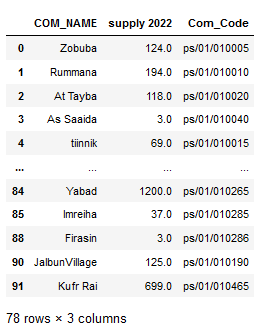 COM_NAME supply 2022 Com_Code
0 Zobuba 124.0 ps/01/010005
1 Rummana 194.0 ps/01/010010
2 At Tayba 118.0 ps/01/010020
3 As Saaida 3.0 ps/01/010040
4 tiinnik 69.0 ps/01/010015
... ... ... ...
84 Yabad 1200.0 ps/01/010265
85 Imreiha 37.0 ps/01/010285
88 Firasin 3.0 ps/01/010286
90 JalbunVillage 125.0 ps/01/010190
91 Kufr Rai 699.0 ps/01/010465
78 rows × 3 columns